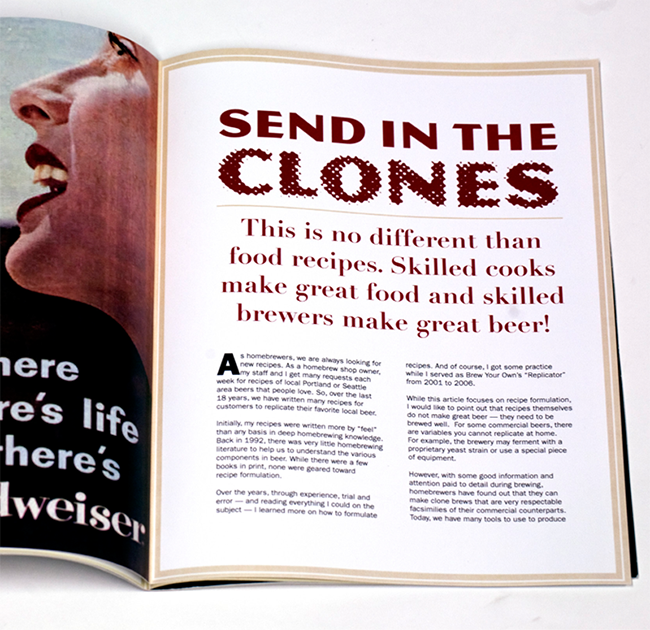 here
re's life
here's
dweiser
SEND IN THE
CLONES
This is no different than
food recipes. Skilled cooks
make great food and skilled
brewers make great beer!
As homebrewers, we are always looking for
new recipes. As a homebrew shop owner,
my staff and I get many requests each
week for recipes of local Portland or Seattle
area beers that people love. So, over the last
18 years, we have written many recipes for
customers to replicate their favorite local beer.
Initially, my recipes were written more by "feel"
than any basis in deep homebrewing knowledge.
Back in 1992, there was very little homebrewing
literature to help us to understand the various
components in beer. While there were a few
books in print, none were geared toward
recipe formulation.
Over the years, through experience, trial and
error — and reading everything I could on the
subject — I learned more on how to formulate
recipes. And of course, I got some practice
while I served as Brew Your Own's "Replicator"
from 2001 to 2006.
While this article focuses on recipe formulation,
I would like to point out that recipes themselves
do not make great beer — they need to be
brewed well. For some commercial beers, there
are variables you cannot replicate at home.
For example, the brewery may ferment with a
proprietary yeast strain or use a special piece
of equipment.
However, with some good information and
attention paid to detail during brewing,
homebrewers have found out that they can
make clone brews that are very respectable
facsimilies of their commercial counterparts.
Today, we have many tools to use to produce